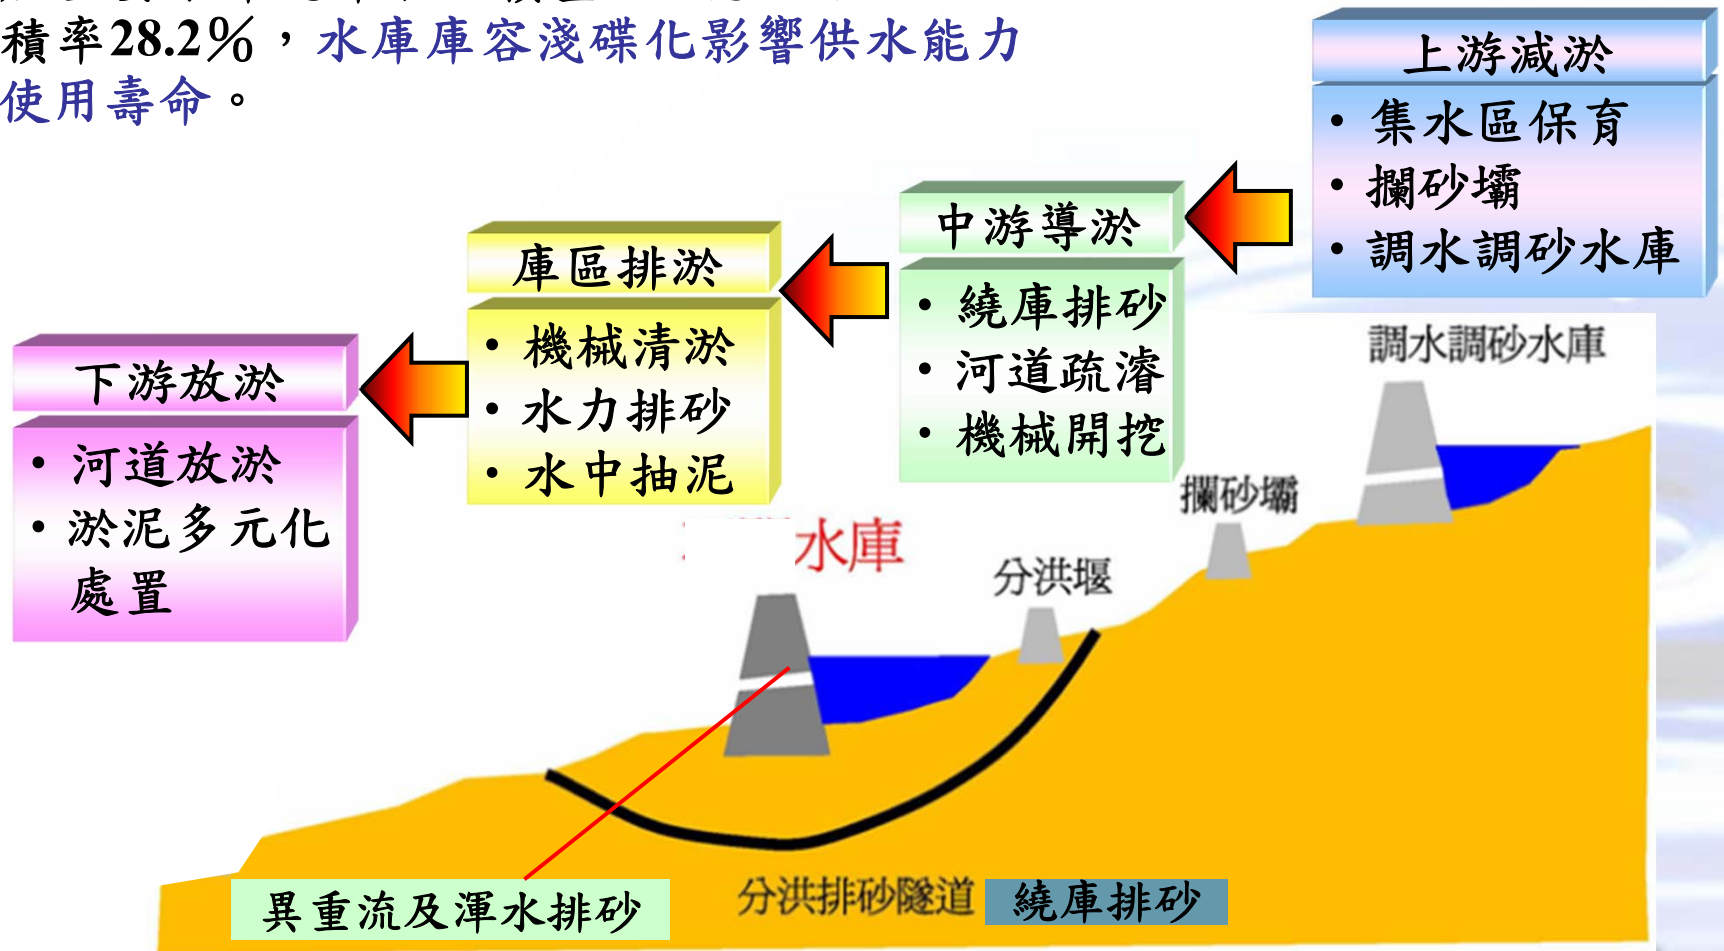 積率28.2%，水庫庫容淺碟化影響供水能力
使用壽命。
上游減淤
• 集水區保育
• 攔砂壩
• 調水調砂水庫
中游導淤
• 繞庫排砂
• 河道疏濬
• 機械開挖
庫區排淤
• 機械清淤
• 水力排砂
• 水中抽泥
下游放淤
• 河道放淤
• 淤泥多元化
處置
調水調砂水庫
攔砂壩
分洪堰
水庫
異重流及渾水排砂
分洪排砂隧道
繞庫排砂